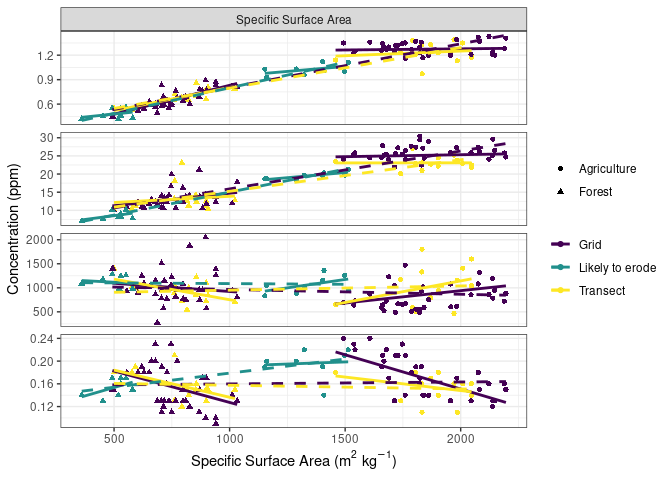 Specific Surface Area
1.2
0.9
0.6
30
25
20
15
10
2000
1500
1000
500
0.24
0.20
0.16
0.12
500 1000 1500 2000
Specific Surface Area (m² kg⁻¹)
Concentration (ppm)
Agriculture
Forest
Grid
Likely to erode
Transect